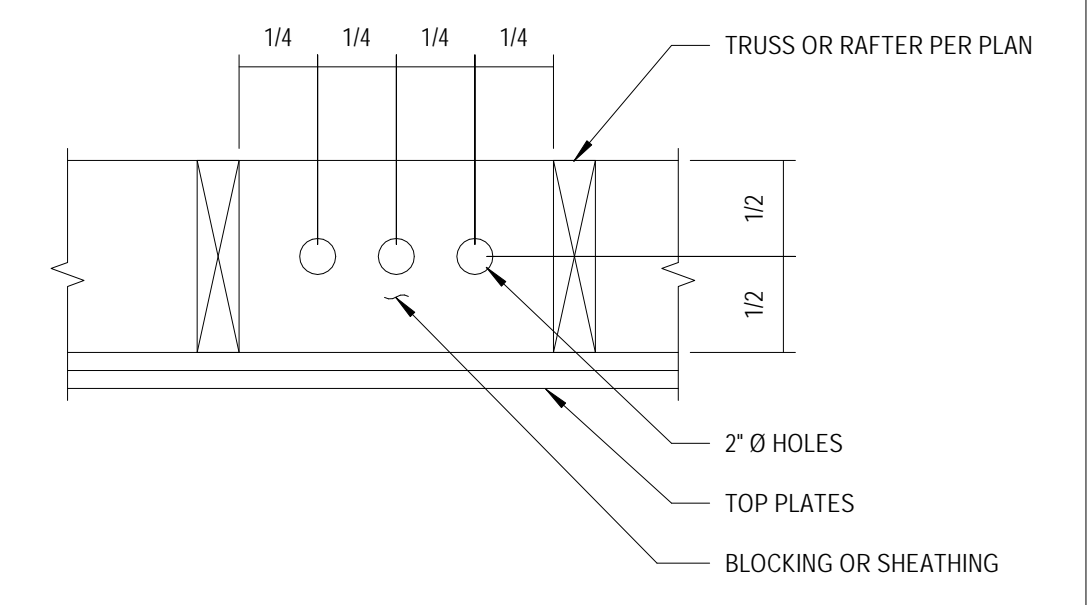 1/4 1/4 1/4 1/4
TRUSS OR RAFTER PER PLAN
1/2
1/2
2" Ø HOLES
TOP PLATES
BLOCKING OR SHEATHING